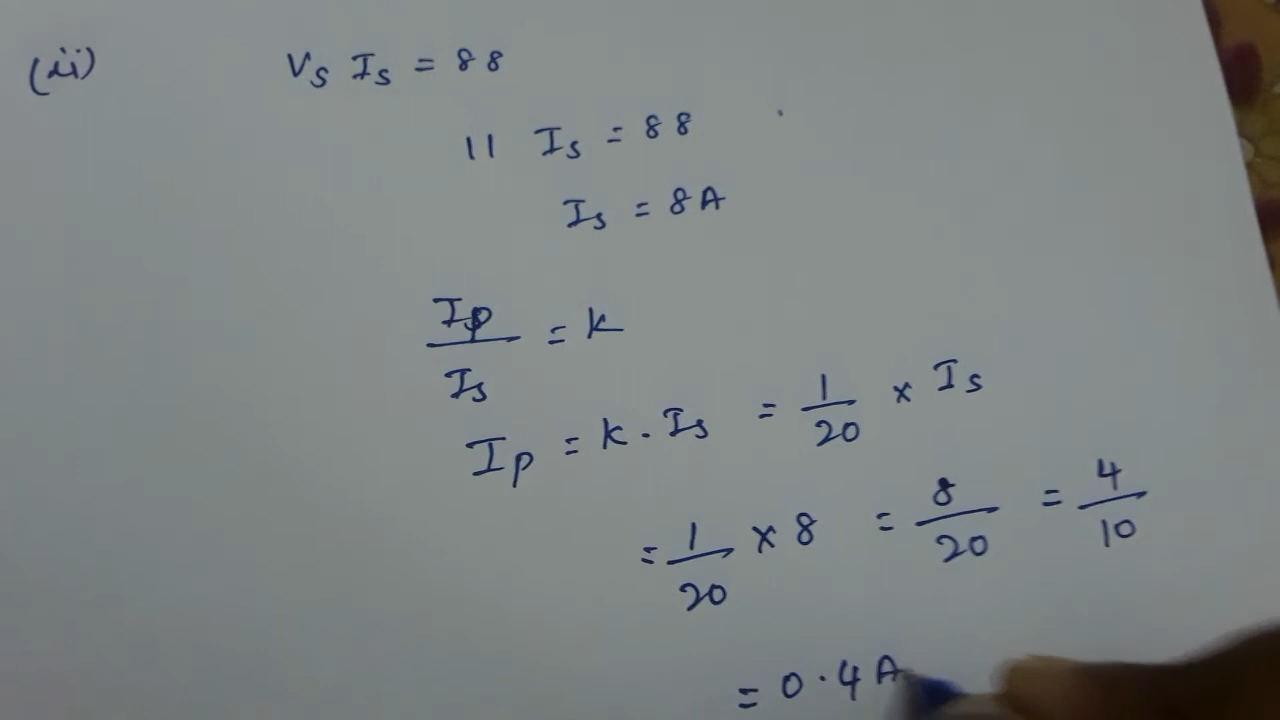 (ii) Vs Is = 88
11 Is = 88
Is = 8A
Ip/Is = k
Ip = k . Is = 1/20 × Is
= 1/20 × 8 = 8/20 = 4/10
= 0.4A